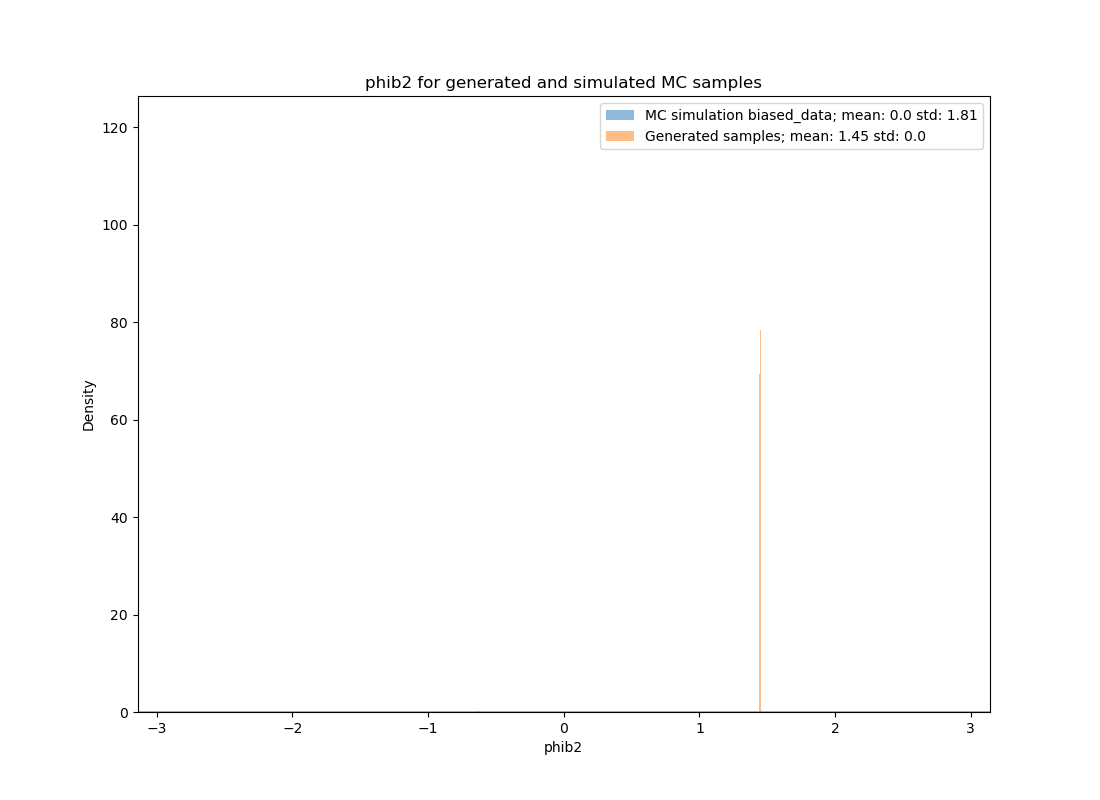 phib2 for generated and simulated MC samples
MC simulation biased_data; mean: 0.0 std: 1.81
Generated samples; mean: 1.45 std: 0.0
120
100
80
60
40
20
0
Density
−3
−2
−1
0
1
2
3
phib2